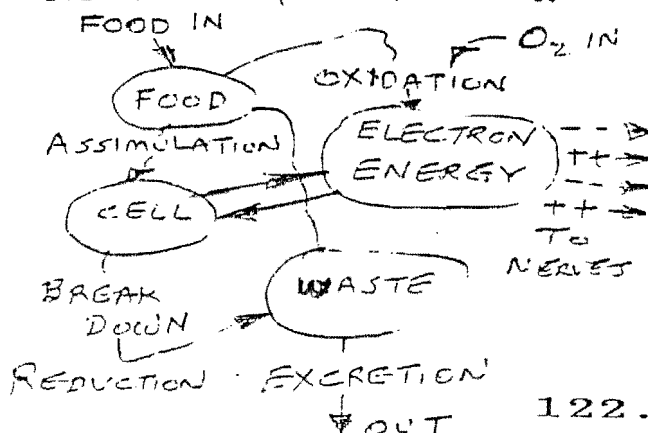 FOOD IN
O2 IN
OXIDATION
FOOD
ELECTRON
ENERGY
-- 
++
--
++
TO
NERVES
ASSIMULATION
CELL
WASTE
BREAK
DOWN
REDUCTION
EXCRETION
OUT
122.